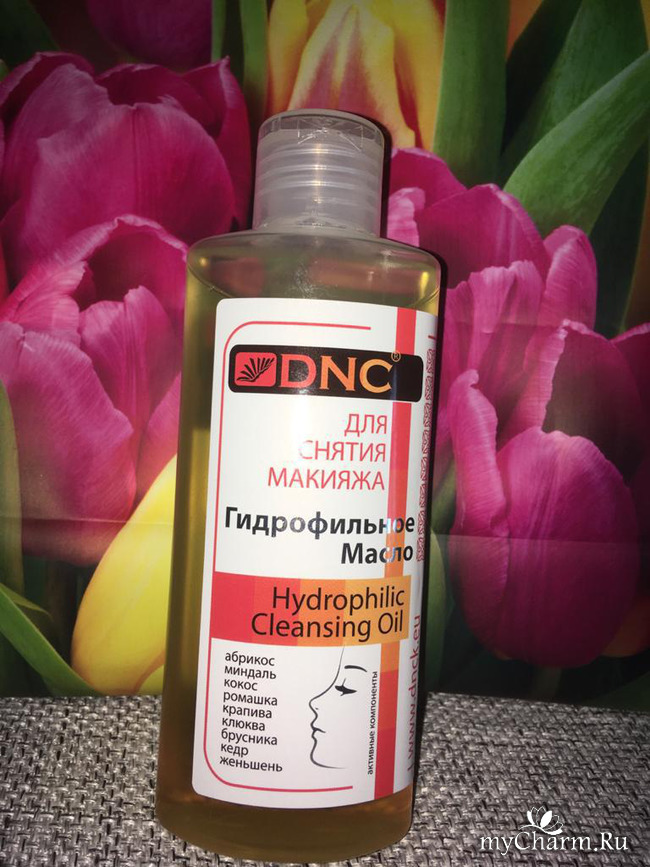 DNC®
ДЛЯ
СНЯТИЯ
МАКИЯЖА
Гидрофильное
Масло
Hydrophilic
Cleansing Oil
абрикос
миндаль
кокос
ромашка
крапива
клюква
брусника
кедр
женьшень
активные компоненты
www.dnck.eu
myCharm.Ru